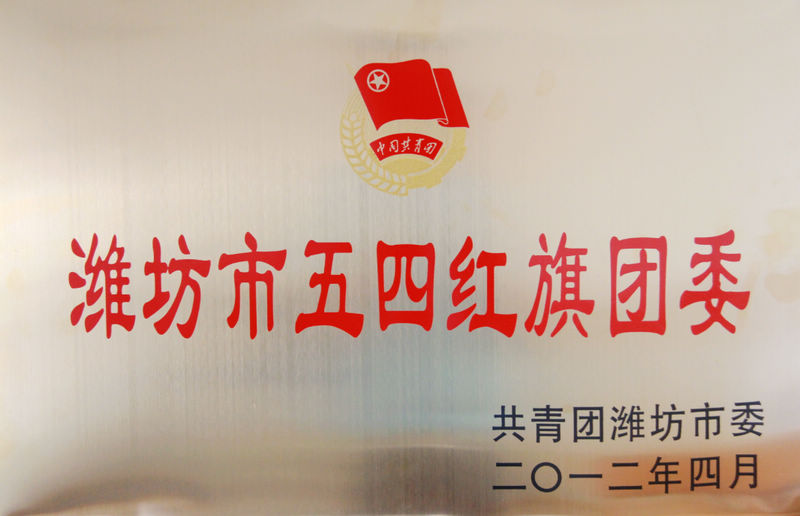 中国共青团
潍坊市五四红旗团委
共青团潍坊市委
二〇一二年四月